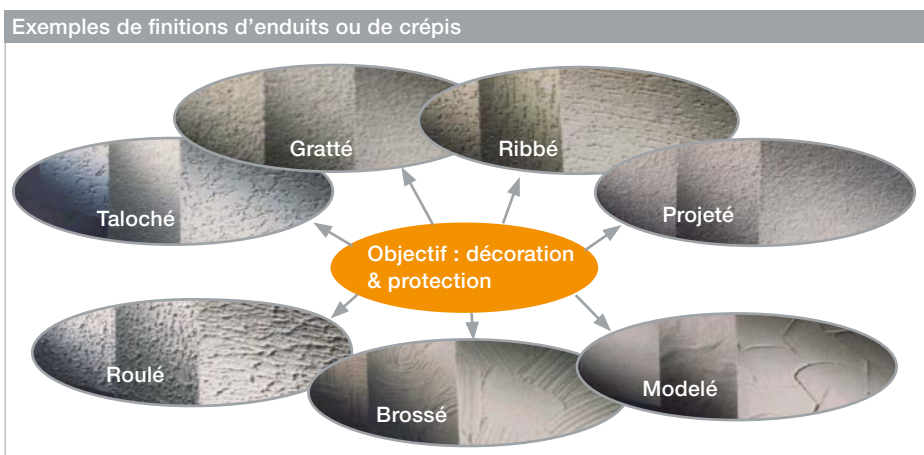 Exemples de finitions d’enduits ou de crépis
Gratté
Ribbé
Taloché
Projeté
Objectif : décoration
& protection
Roulé
Brossé
Modelé